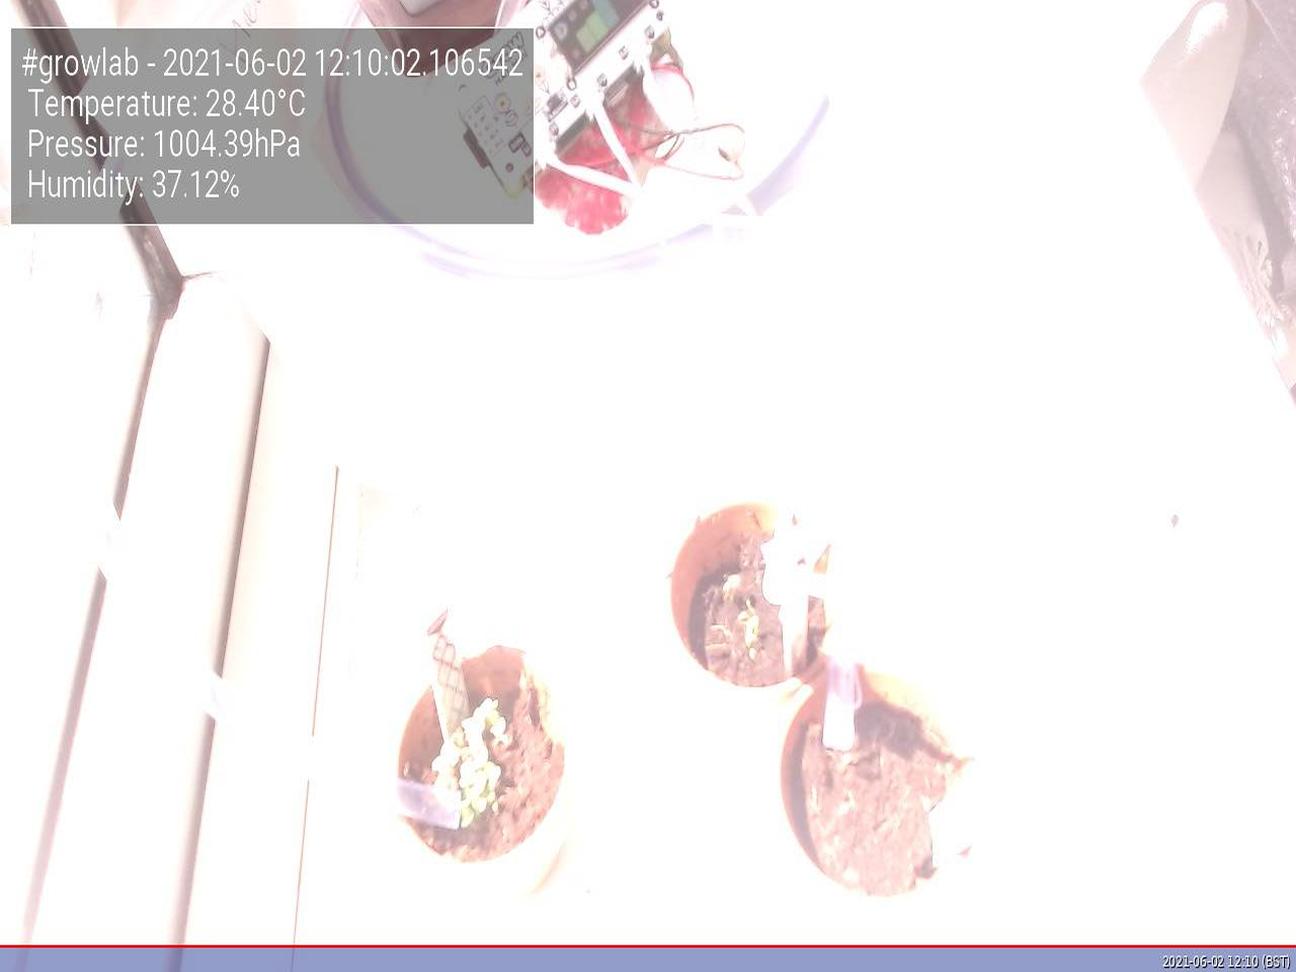 #growlab - 2021-06-02 12:10:02.106542
Temperature: 28.40°C
Pressure: 1004.39hPa
Humidity: 37.12%
2021-06-02 12:10 (BST)